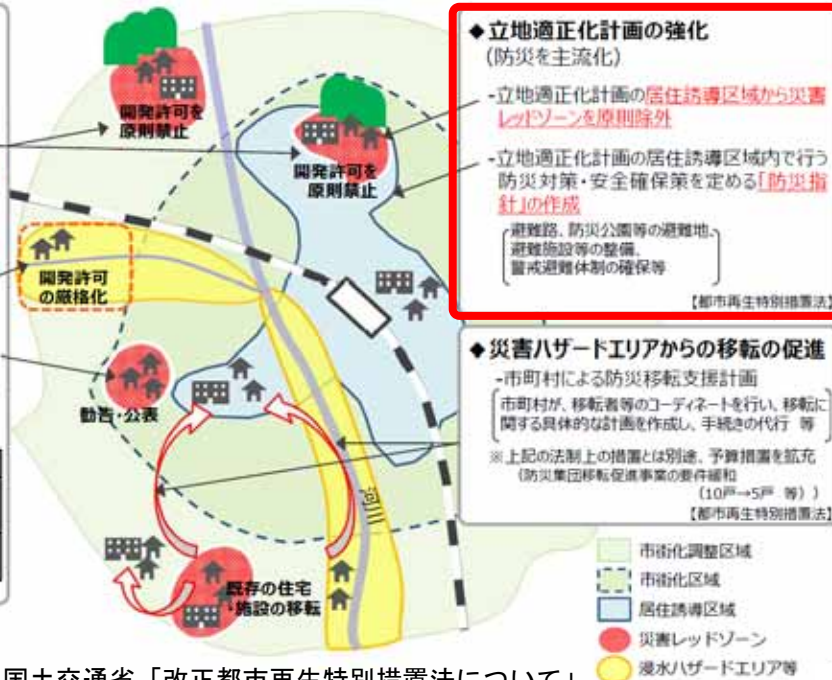 ◆立地適正化計画の強化
(防災を主流化)
-立地適正化計画の居住誘導区域から災害
レッドゾーンを原則除外
-立地適正化計画の居住誘導区域内で行う
防災対策・安全確保策を定める「防災指
針」の作成
避難路、防災公園等の避難地、
避難施設等の整備、
警戒避難体制の確保等
【都市再生特別措置法】
◆災害ハザードエリアからの移転の促進
-市町村による防災移転支援計画
市町村が、移転者等のコーディネートを行い、移転に
関する具体的な計画を作成し、手続きの代行 等
※上記の法制上の措置とは別途、予算措置を拡充
(防災集団移転促進事業の要件緩和
(10戸→5戸 等))
【都市再生特別措置法】
開発許可を
原則禁止
開発許可を
原則禁止
開発許可
の厳格化
勧告・公表
河川
既存の住宅
・施設の移転
市街化調整区域
市街化区域
居住誘導区域
災害レッドゾーン
浸水ハザードエリア等
国土交通省「改正都市再生特別措置法について」